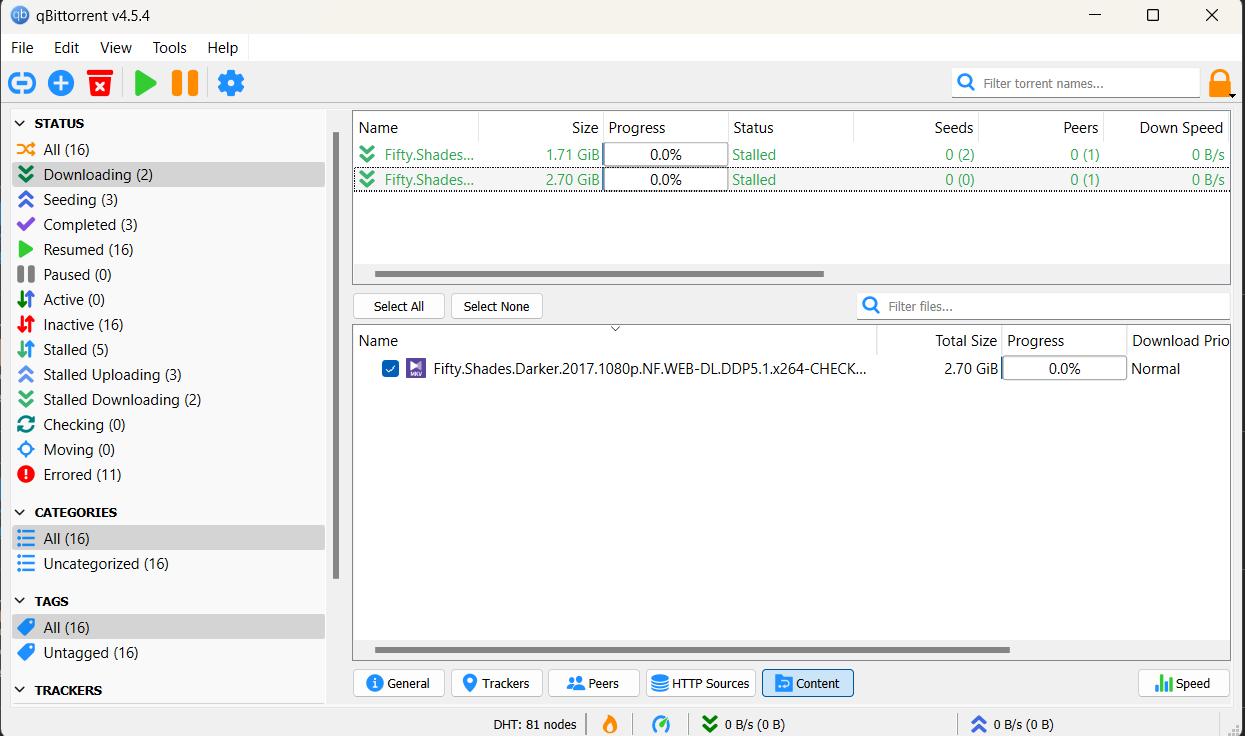 qBittorrent v4.5.4
File Edit View Tools Help
Filter torrent names...
STATUS
All (16)
Downloading (2)
Seeding (3)
Completed (3)
Resumed (16)
Paused (0)
Active (0)
Inactive (16)
Stalled (5)
Stalled Uploading (3)
Stalled Downloading (2)
Checking (0)
Moving (0)
Errored (11)
CATEGORIES
All (16)
Uncategorized (16)
TAGS
All (16)
Untagged (16)
TRACKERS
Name Size Progress Status Seeds Peers Down Speed
Fifty.Shades... 1.71 GiB 0.0% Stalled 0 (2) 0 (1) 0 B/s
Fifty.Shades... 2.70 GiB 0.0% Stalled 0 (0) 0 (1) 0 B/s
Select All Select None Filter files...
Name Total Size Progress Download Prio
MKV Fifty.Shades.Darker.2017.1080p.NF.WEB-DL.DDP5.1.x264-CHECK... 2.70 GiB 0.0% Normal
General Trackers Peers HTTP Sources Content Speed
DHT: 81 nodes 0 B/s (0 B) 0 B/s (0 B)